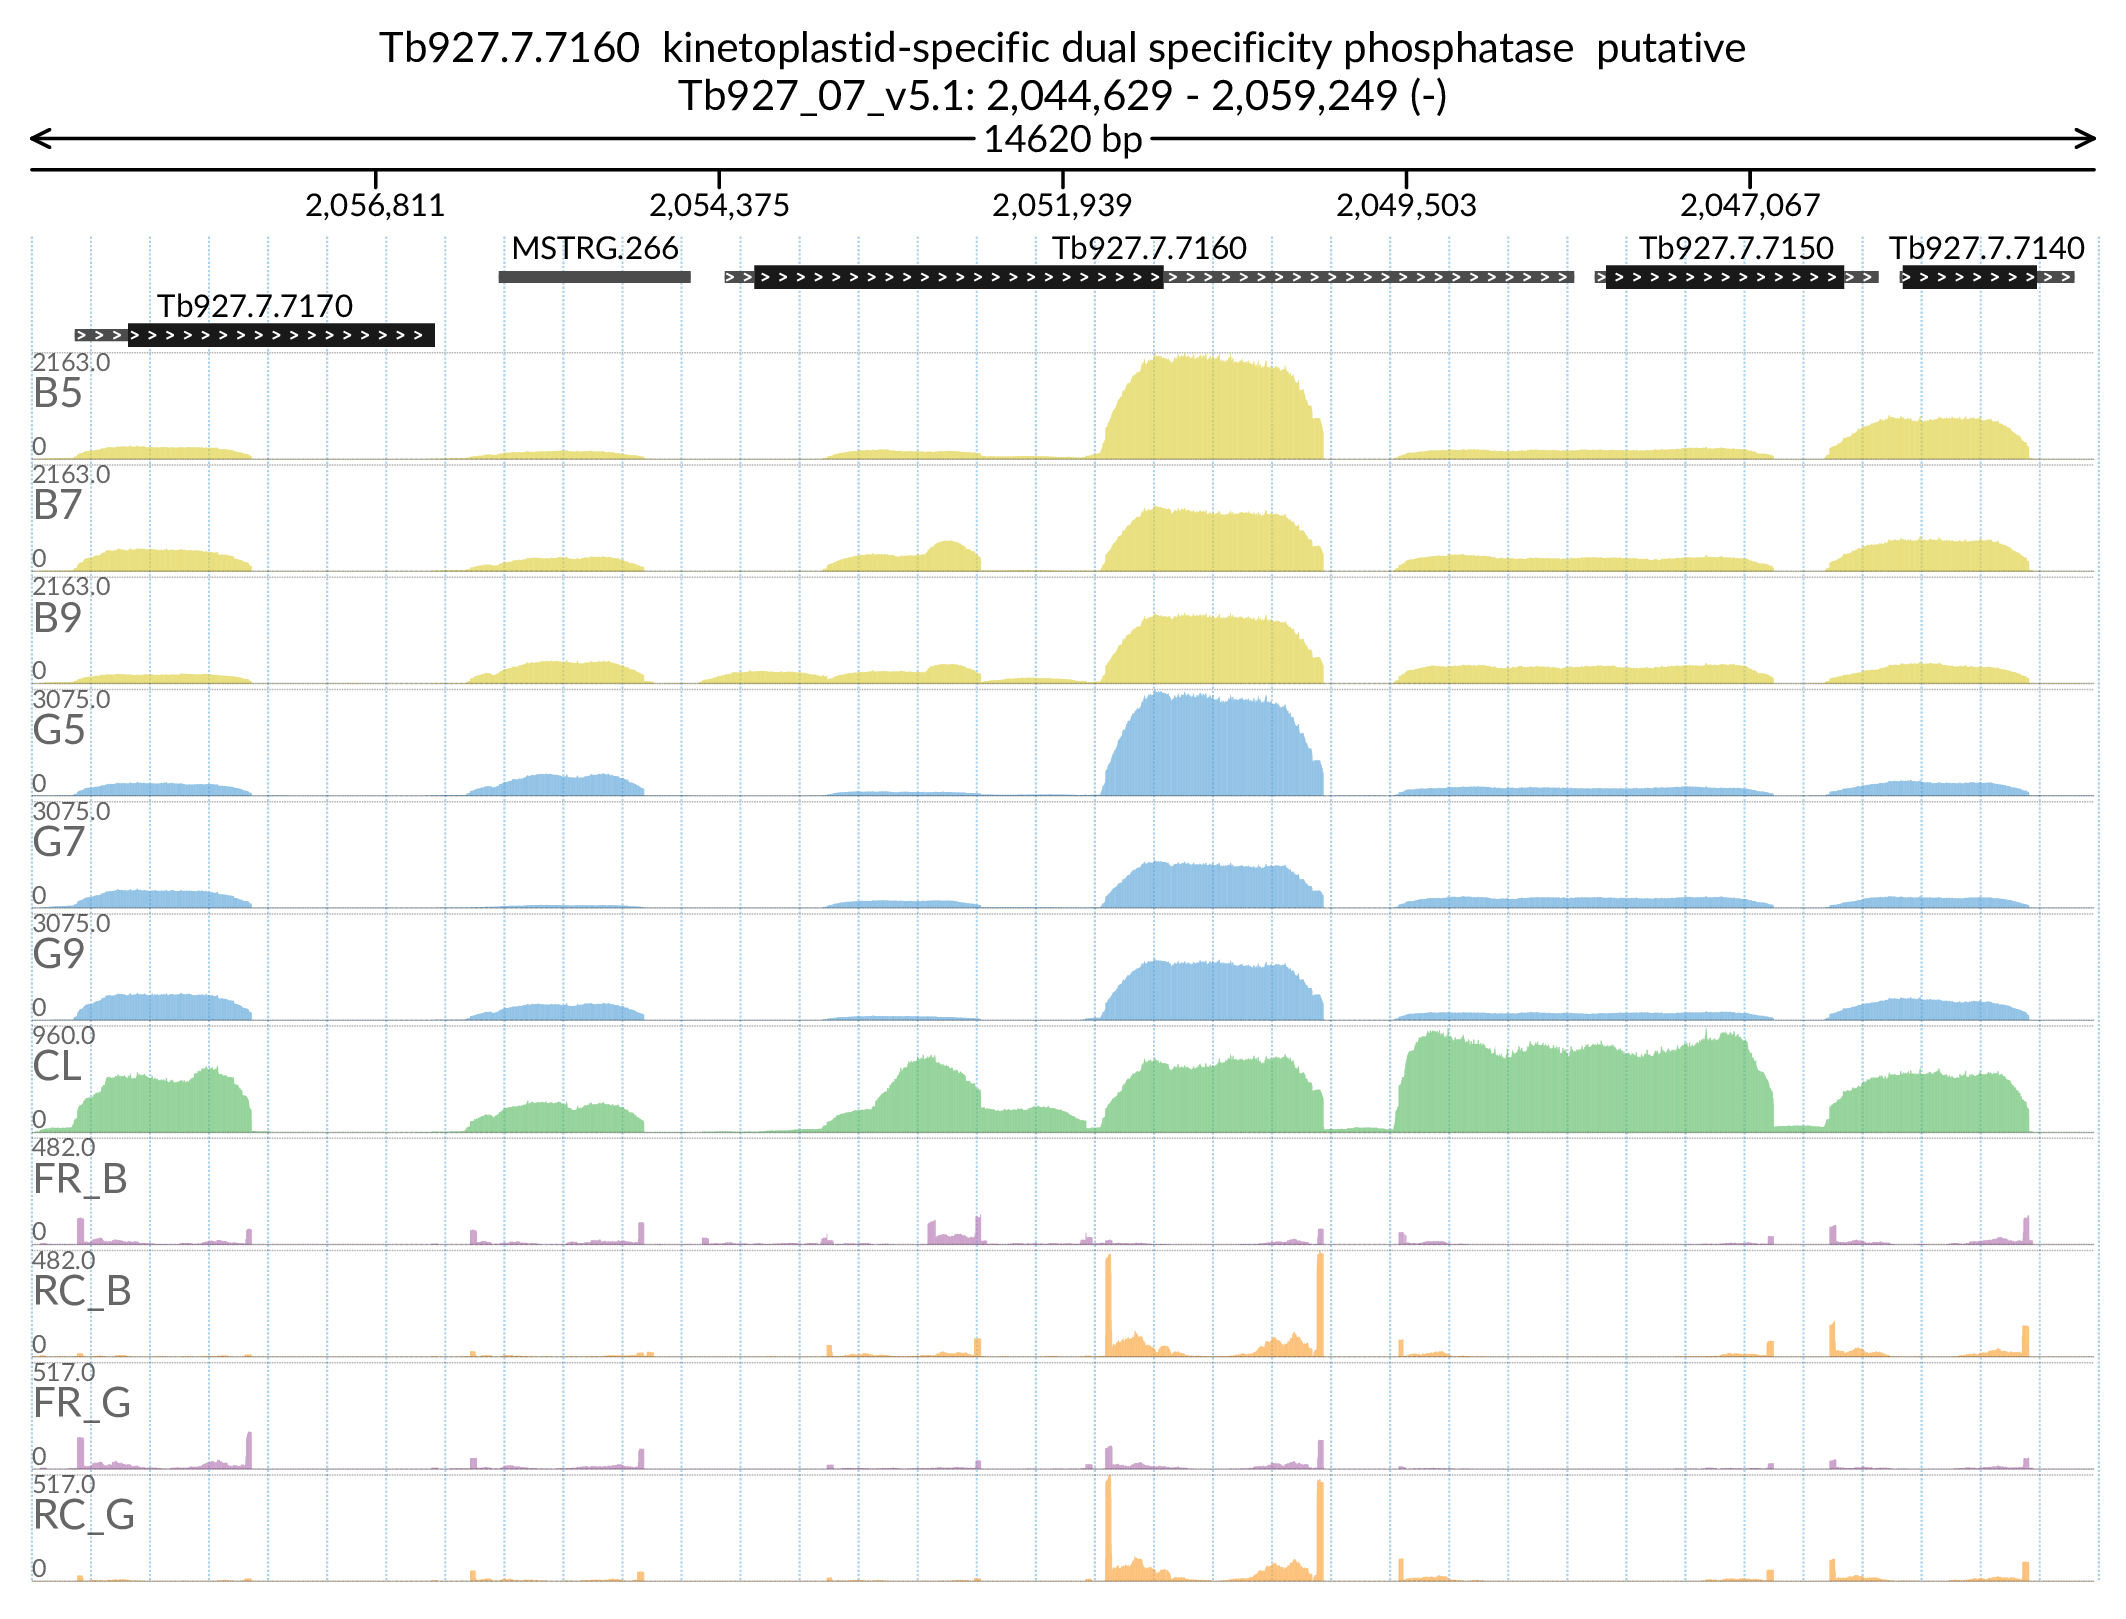 Tb927.7.7160  kinetoplastid-specific dual specificity phosphatase  putative
Tb927_07_v5.1: 2,044,629 - 2,059,249 (-)
14620 bp
2,056,811 2,054,375 2,051,939 2,049,503 2,047,067
MSTRG.266 Tb927.7.7160 Tb927.7.7150 Tb927.7.7140
Tb927.7.7170
2163.0
B5
0
2163.0
B7
0
2163.0
B9
0
3075.0
G5
0
3075.0
G7
0
3075.0
G9
0
960.0
CL
0
482.0
FR_B
0
482.0
RC_B
0
517.0
FR_G
0
517.0
RC_G
0